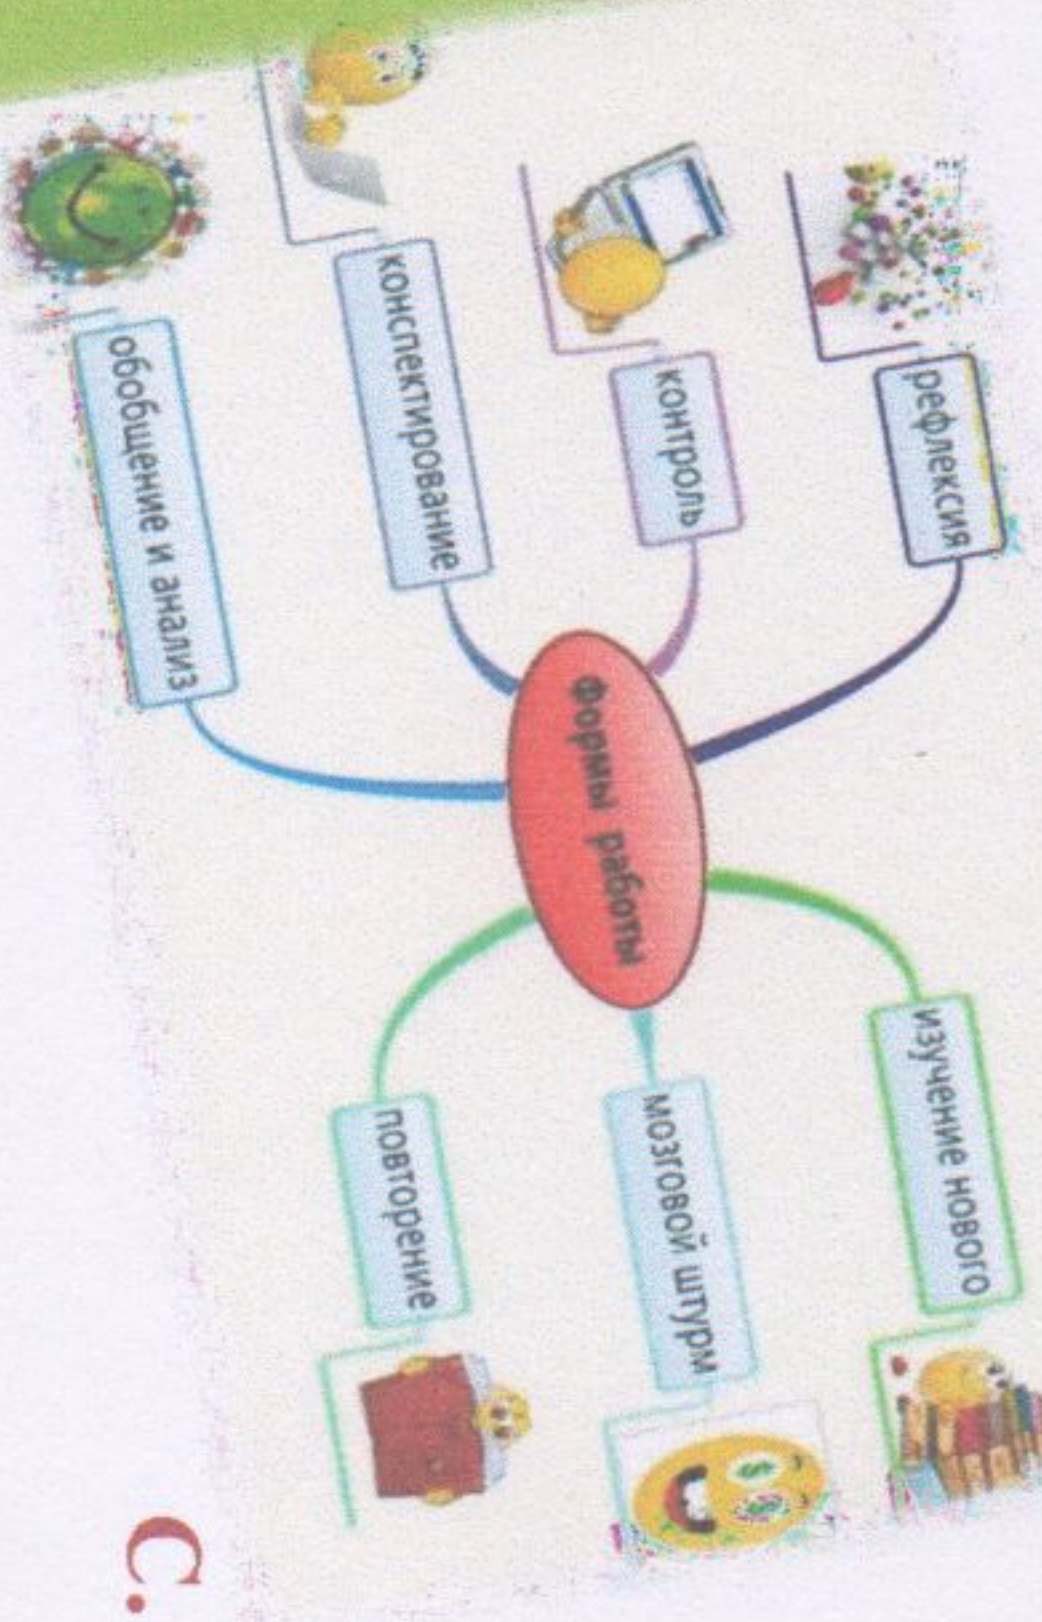 рефлексия
контроль
конспектирование
обобщение и анализ
Формы работы
изучение нового
мозговой штурм
повторение
С.